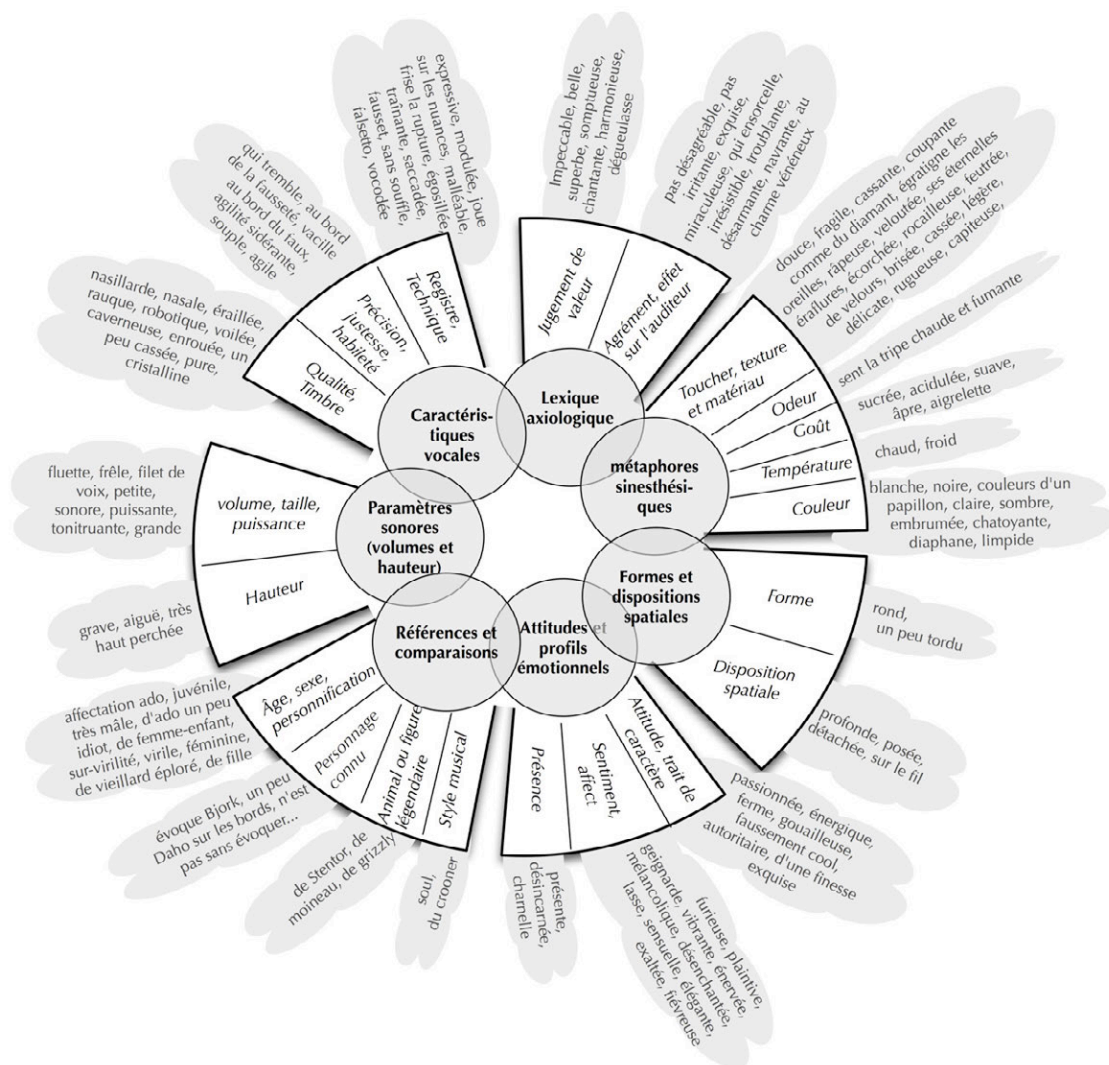 expressive, modulée, joue
sur les nuances, malléable,
frise la rupture, égosillée,
traînante, saccadée,
fausset, sans souffle,
falsetto, vocodée
Registre,
Technique
qui tremble, au bord
de la fausseté, vacille
au bord du faux,
agilité sidérante,
souple, agile
Précision,
justesse,
habileté
nasillarde, nasale, éraillée,
rauque, robotique, voilée,
caverneuse, enrouée, un
peu cassée, pure,
cristalline
Qualité,
Timbre
Caractéris-
tiques
vocales
Impeccable, belle,
superbe, somptueuse,
chantante, harmonieuse,
dégueulasse
Jugement de
valeur
pas désagréable, pas
irritante, exquise,
miraculeuse, qui ensorcelle,
irrésistible, troublante,
désarmante, navrante, au
charme vénéneux
Agrément, effet
sur l'auditeur
Lexique
axiologique
douce, fragile, cassante, coupante
comme du diamant, égratigne les
oreilles, râpeuse, veloutée, ses éternelles
éraflures, écorchée, rocailleuse, feutrée,
de velours, brisée, cassée, légère,
délicate, rugueuse, capiteuse,
Toucher, texture
et matériau
sent la tripe chaude et fumante
Odeur
sucrée, acidulée, suave,
âpre, aigrelette
Goût
chaud, froid
Température
blanche, noire, couleurs d'un
papillon, claire, sombre,
embrumée, chatoyante,
diaphane, limpide
Couleur
métaphores
sinesthési-
ques
Formes et
dispositions
spatiales
Forme
rond,
un peu tordu
Disposition
spatiale
profonde, posée,
détachée, sur le fil
Attitudes et
profils
émotionnels
Attitude, trait de
caractère
passionnée, énergique,
ferme, gouailleuse,
faussement cool,
autoritaire, d'une finesse
exquise
Sentiment,
affect
furieuse, plaintive,
geignarde, vibrante, énervée,
mélancolique, désenchantée,
lasse, sensuelle, élégante,
exaltée, fiévreuse
Présence
présente,
désincarnée,
charnelle
Références et
comparaisons
Style musical
soul,
du crooner
Animal ou figure
légendaire
de Stentor, de
moineau, de grizzly
Personnage
connu
évoque Bjork, un peu
Daho sur les bords, n'est
pas sans évoquer...
Âge, sexe,
personnification
affectation ado, juvénile,
très mâle, d'ado un peu
idiot, de femme-enfant,
sur-virilité, virile, féminine,
de vieillard éploré, de fille
Paramètres
sonores
(volumes et
hauteur)
Hauteur
grave, aiguë, très
haut perchée
volume, taille,
puissance
fluette, frêle, filet de
voix, petite,
sonore, puissante,
tonitruante, grande